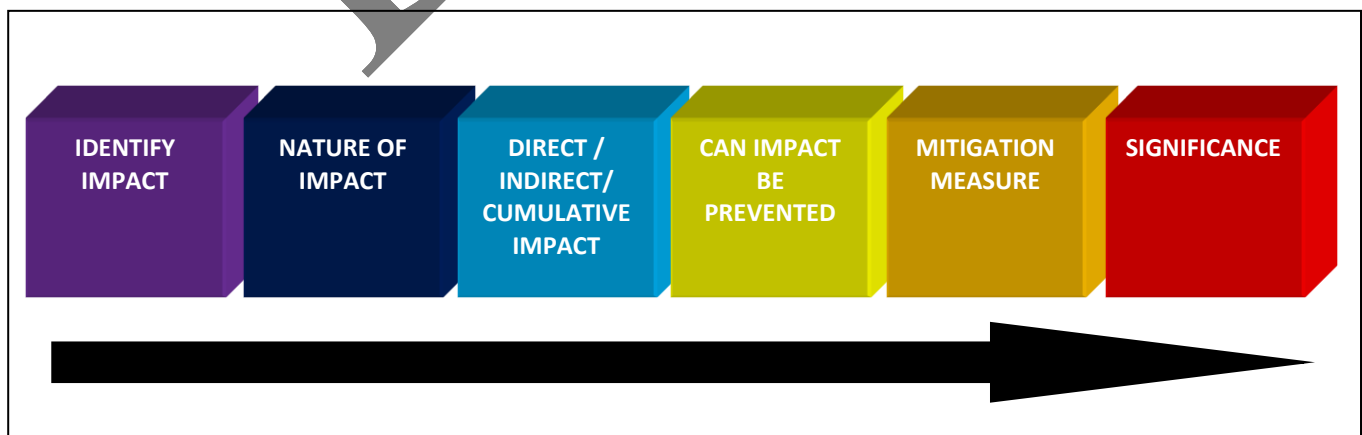 IDENTIFY
IMPACT
NATURE OF
IMPACT
DIRECT /
INDIRECT/
CUMULATIVE
IMPACT
CAN IMPACT
BE
PREVENTED
MITIGATION
MEASURE
SIGNIFICANCE